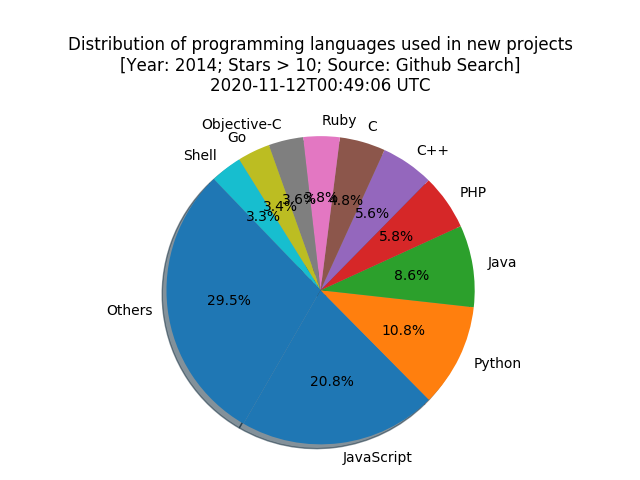 Distribution of programming languages used in new projects
[Year: 2014; Stars > 10; Source: Github Search]
2020-11-12T00:49:06 UTC
Ruby
C
Objective-C
Go
C++
Shell
PHP
3.8%
4.8%
3.6%
3.4%
5.6%
3.3%
5.8%
Java
8.6%
29.5%
Others
10.8%
Python
20.8%
JavaScript